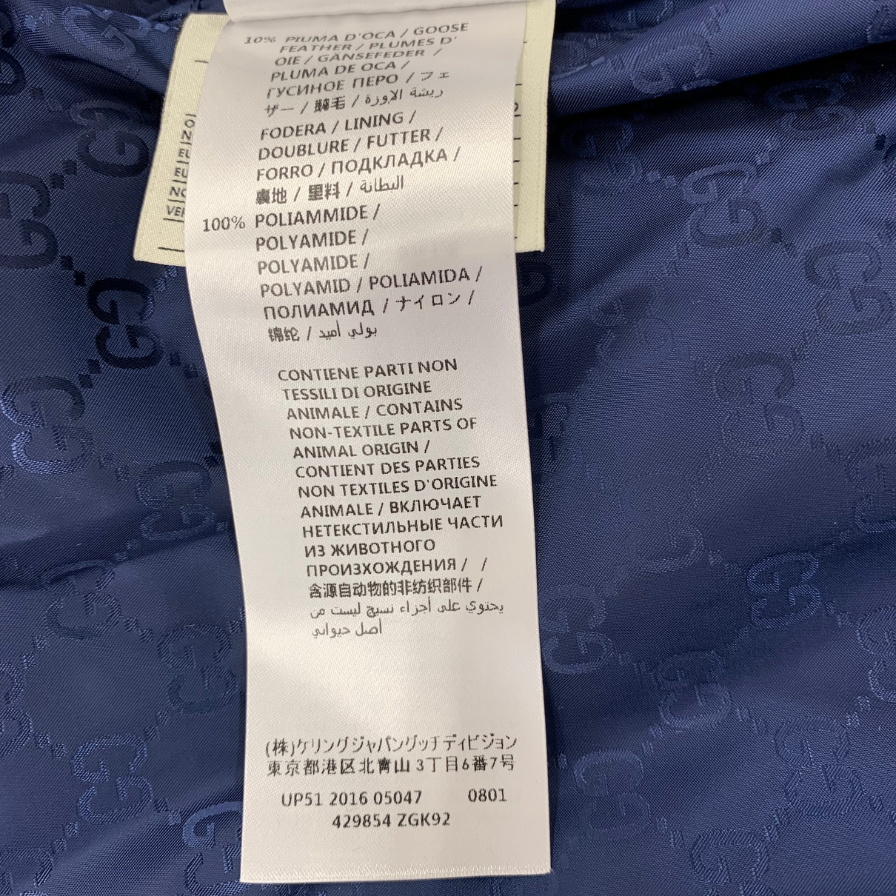 10% PIUMA D'OCA / GOOSE
FEATHER / PLUMES D'
OIE / GÄNSEFEDER /
PLUMA DE OCA /
ГУСИНОЕ ПЕРО / フェ
ザー / 鹅毛 / ريشة الاوزة
FODERA / LINING /
DOUBLURE / FUTTER /
FORRO / ПОДКЛАДКА /
裏地 / 里料 / البطانة
100% POLIAMMIDE /
POLYAMIDE /
POLYAMIDE /
POLYAMID / POLIAMIDA /
ПОЛИАМИД / ナイロン /
锦纶 / بولي أميد
CONTIENE PARTI NON
TESSILI DI ORIGINE
ANIMALE / CONTAINS
NON-TEXTILE PARTS OF
ANIMAL ORIGIN /
CONTIENT DES PARTIES
NON TEXTILES D'ORIGINE
ANIMALE / ВКЛЮЧАЕТ
НЕТЕКСТИЛЬНЫЕ ЧАСТИ
ИЗ ЖИВОТНОГО
ПРОИЗХОЖДЕНИЯ / /
含源自动物的非纺织部件 /
يحتوي على أجزاء نسيج ليست من
أصل حيواني
(株)ケリングジャパングッチディビジョン
東京都港区北青山3丁目6番7号
UP51 2016 05047 0801
429854 ZGK92